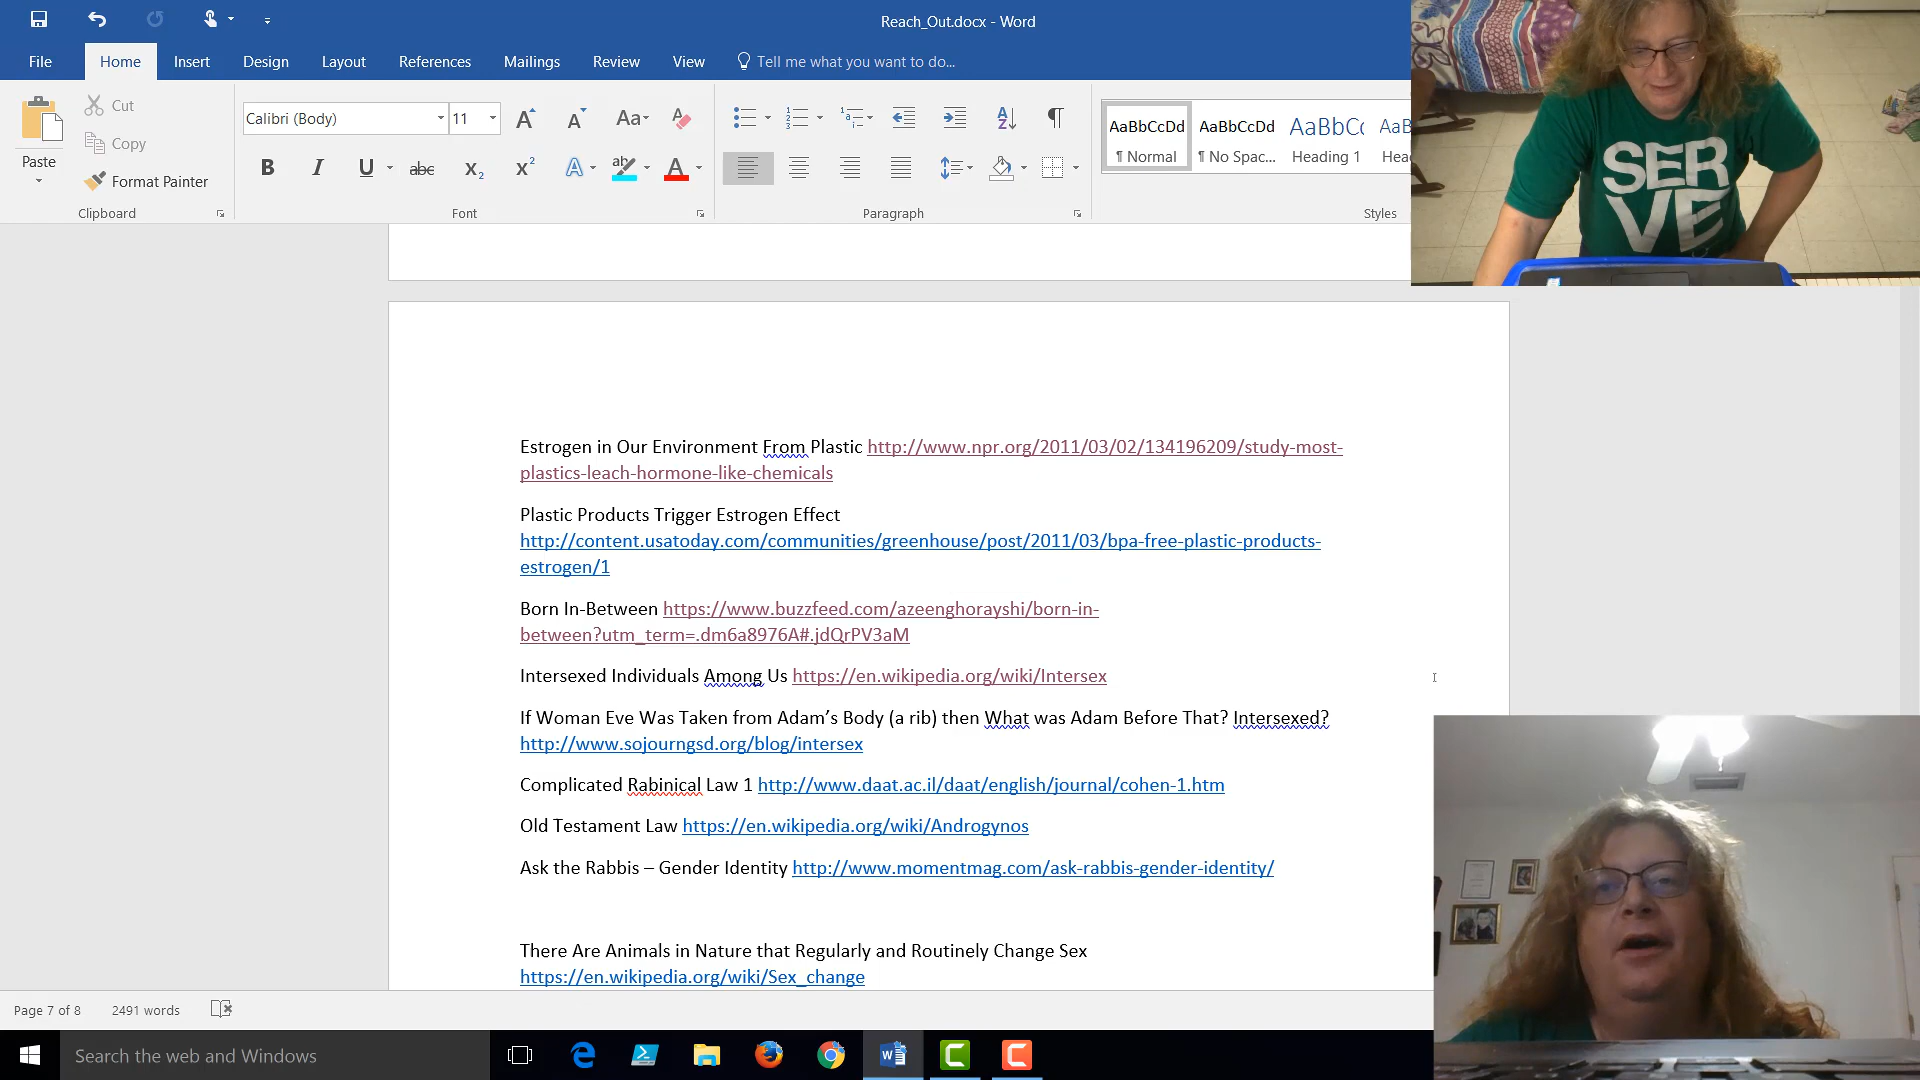 Reach_Out.docx - Word
File Home Insert Design Layout References Mailings Review View Tell me what you want to do...
Paste
Cut
Copy
Format Painter
Clipboard
Calibri (Body) 11
Font
Paragraph
AaBbCcDd AaBbCcDd AaBbCc AaB
¶ Normal ¶ No Spac... Heading 1 Hea
Styles
SER
VE
Estrogen in Our Environment From Plastic http://www.npr.org/2011/03/02/134196209/study-most-
plastics-leach-hormone-like-chemicals
Plastic Products Trigger Estrogen Effect
http://content.usatoday.com/communities/greenhouse/post/2011/03/bpa-free-plastic-products-
estrogen/1
Born In-Between https://www.buzzfeed.com/azeenghorayshi/born-in-
between?utm_term=.dm6a8976A#.jdQrPV3aM
Intersexed Individuals Among Us https://en.wikipedia.org/wiki/Intersex
If Woman Eve Was Taken from Adam’s Body (a rib) then What was Adam Before That? Intersexed?
http://www.sojourngsd.org/blog/intersex
Complicated Rabinical Law 1 http://www.daat.ac.il/daat/english/journal/cohen-1.htm
Old Testament Law https://en.wikipedia.org/wiki/Androgynos
Ask the Rabbis – Gender Identity http://www.momentmag.com/ask-rabbis-gender-identity/
There Are Animals in Nature that Regularly and Routinely Change Sex
https://en.wikipedia.org/wiki/Sex_change
Page 7 of 8 2491 words
Search the web and Windows